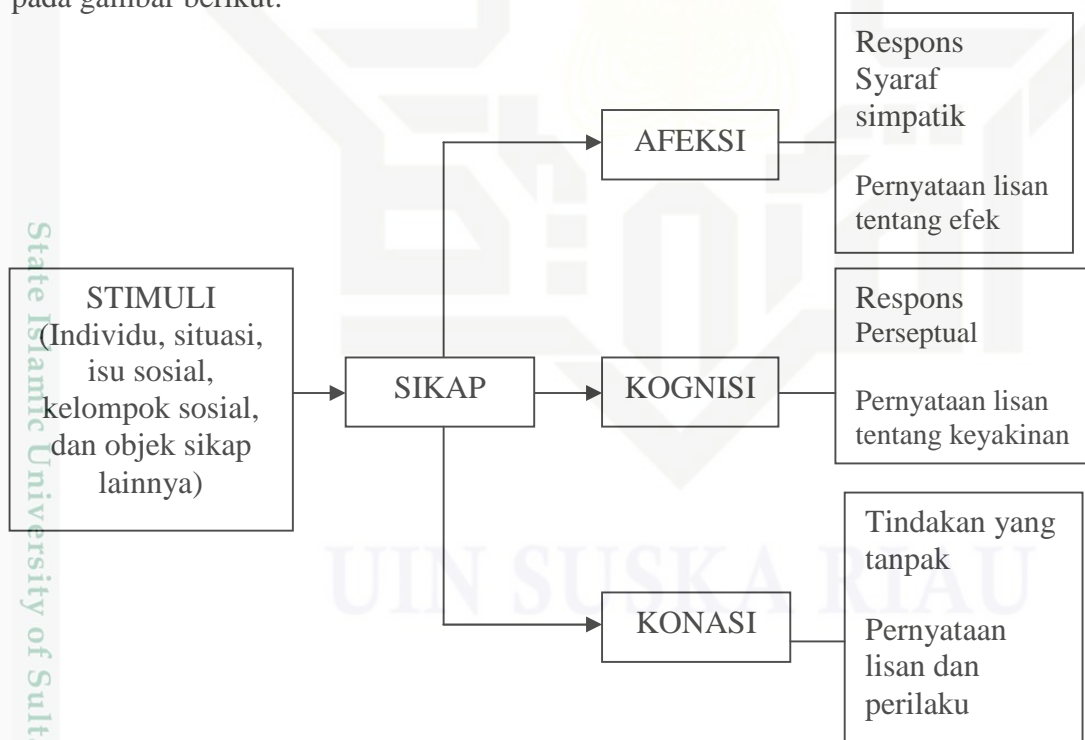 pada gambar berikut:
Respons
Syaraf
simpatik
Pernyataan lisan
tentang efek
AFEKSI
STIMULI
(Individu, situasi,
isu sosial,
kelompok sosial,
dan objek sikap
lainnya)
SIKAP
KOGNISI
Respons
Perseptual
Pernyataan lisan
tentang keyakinan
KONASI
Tindakan yang
tanpak
Pernyataan
lisan dan
perilaku
State Islamic University of Sult
UIN SUSKA RIAU